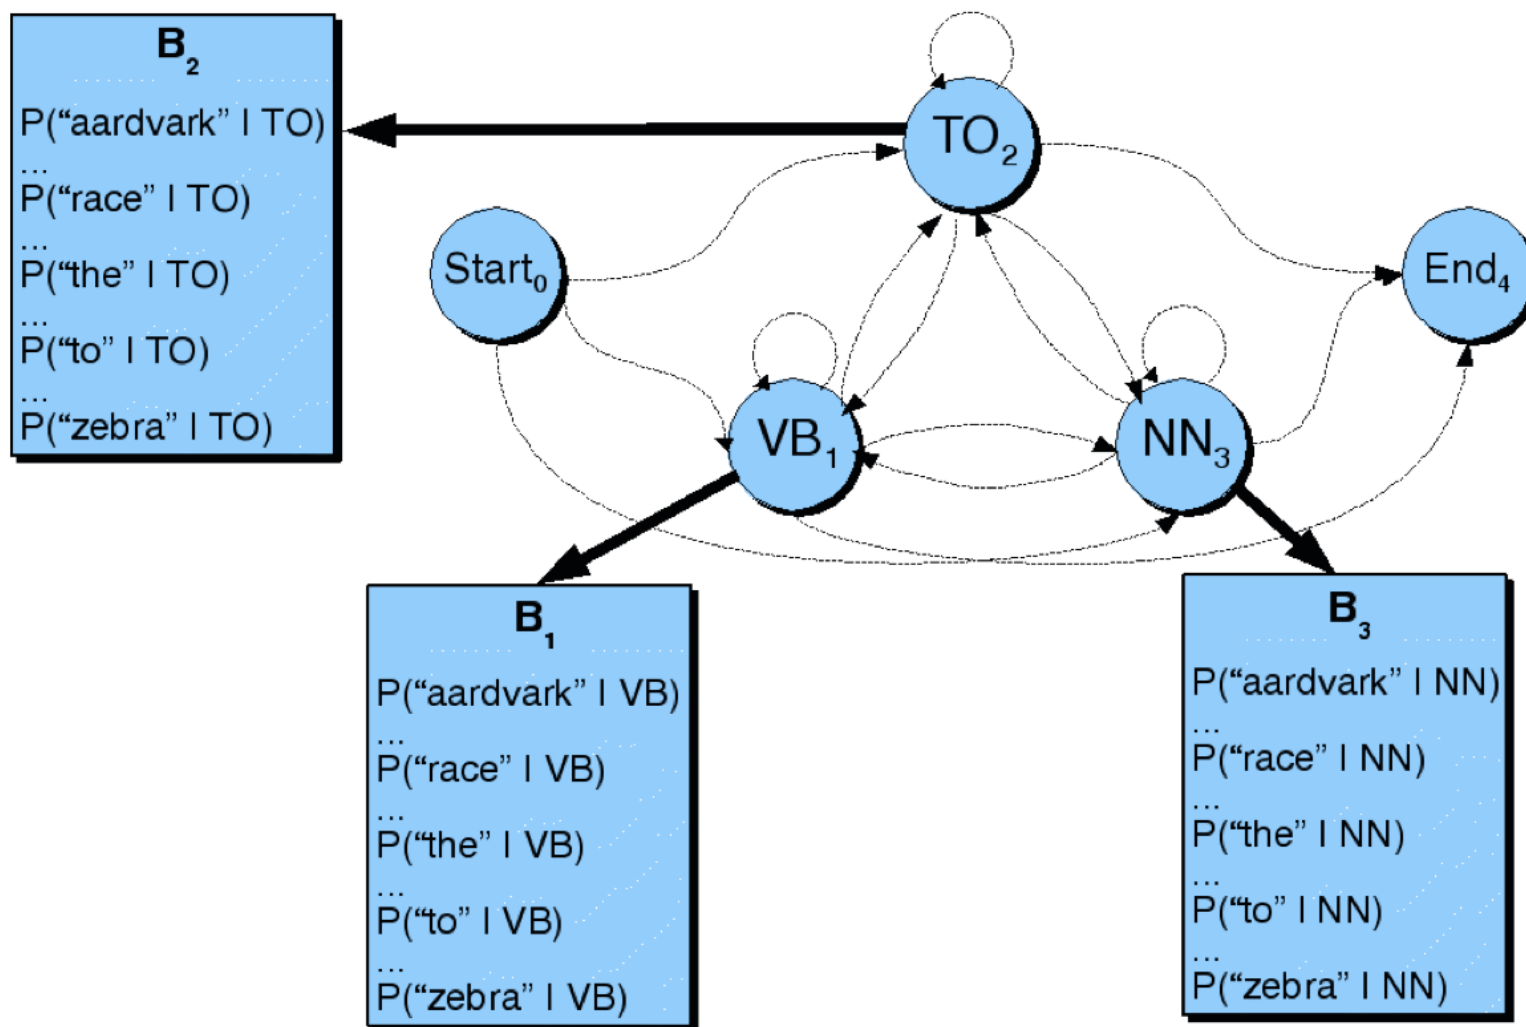 B2
P(“aardvark” | TO)
...
P(“race” | TO)
...
P(“the” | TO)
...
P(“to” | TO)
...
P(“zebra” | TO)
TO2
Start0
End4
VB1
NN3
B1
P(“aardvark” | VB)
...
P(“race” | VB)
...
P(“the” | VB)
...
P(“to” | VB)
...
P(“zebra” | VB)
B3
P(“aardvark” | NN)
...
P(“race” | NN)
...
P(“the” | NN)
...
P(“to” | NN)
...
P(“zebra” | NN)